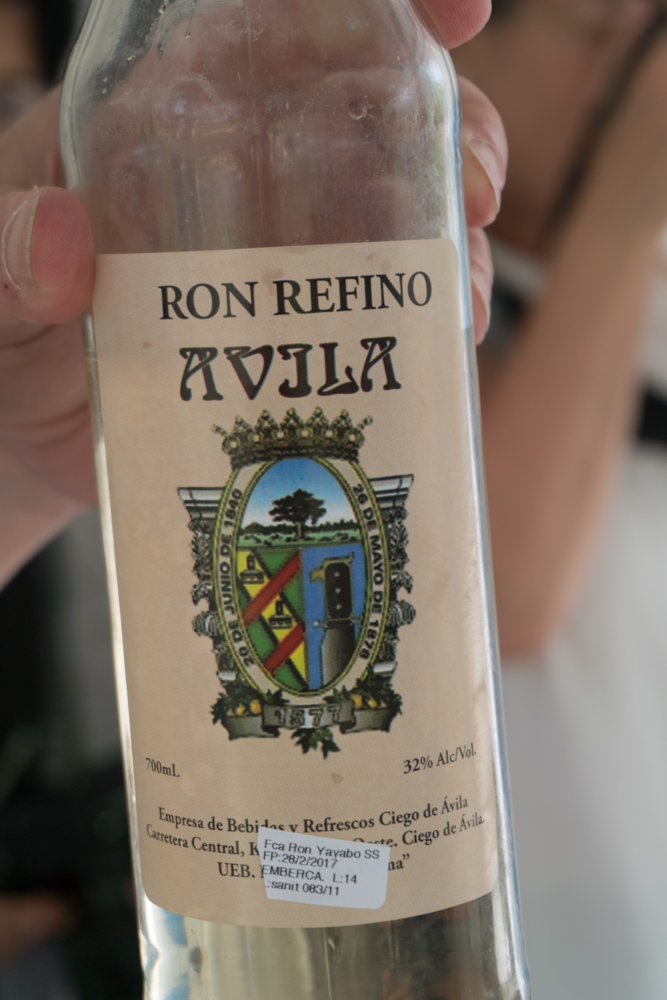 RON REFINO
AVILA
20 DE JUNIO DE 1840
26 DE MAYO DE 1878
1577
700mL
32% Alc/Vol.
Empresa de Bebidas y Refrescos Ciego de Ávila
Carretera Central, Oeste. Ciego de Ávila.
UEB.
Fca Ron Yayabo SS
FP:28/2/2017
EMBERCA. L:14
.:sanit 083/11